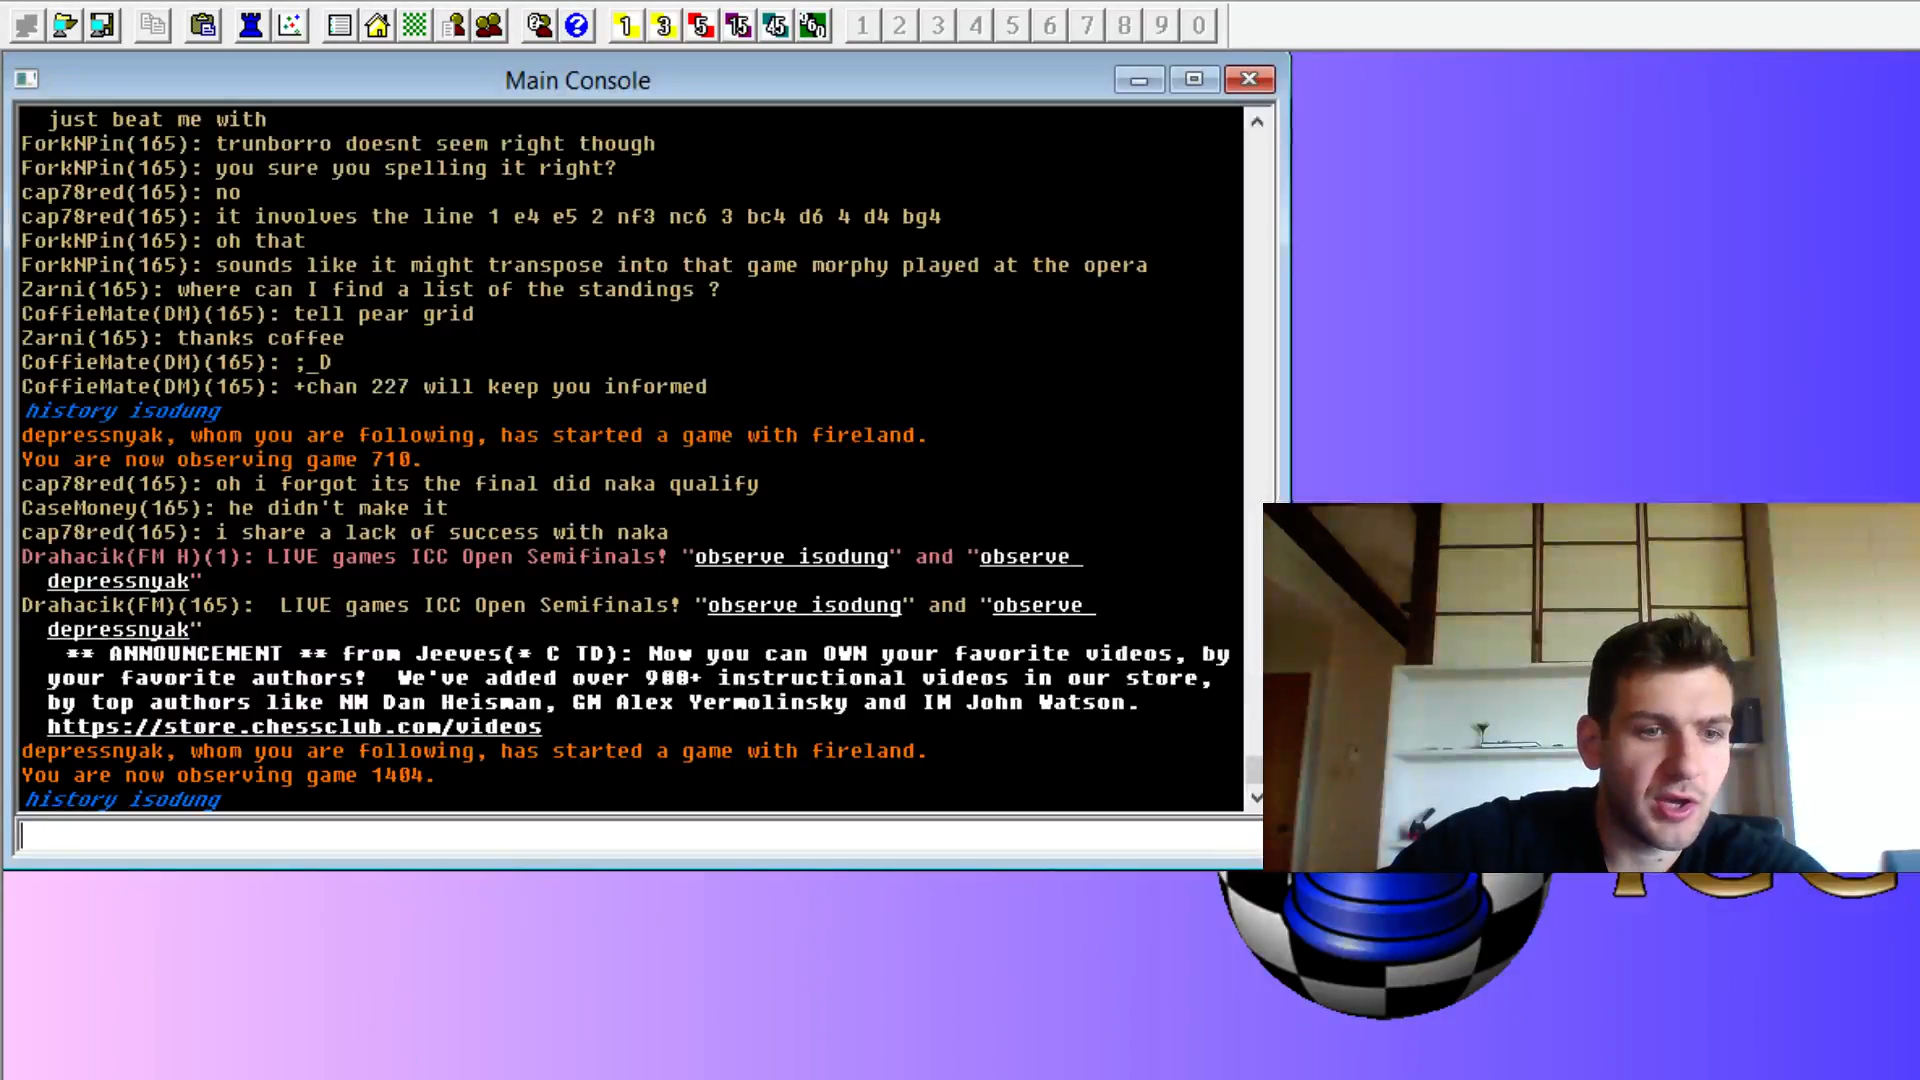 1 3 5 15 45 1 2 3 4 5 6 7 8 9 0
Main Console
just beat me with
ForkNPin(165): trunborro doesnt seem right though
ForkNPin(165): you sure you spelling it right?
cap78red(165): no
cap78red(165): it involves the line 1 e4 e5 2 nf3 nc6 3 bc4 d6 4 d4 bg4
ForkNPin(165): oh that
ForkNPin(165): sounds like it might transpose into that game morphy played at the opera
Zarni(165): where can I find a list of the standings ?
CoffieMate(DM)(165): tell pear grid
Zarni(165): thanks coffee
CoffieMate(DM)(165): ;_D
CoffieMate(DM)(165): +chan 227 will keep you informed
history isodung
depressnyak, whom you are following, has started a game with fireland.
You are now observing game 710.
cap78red(165): oh i forgot its the final did naka qualify
CaseMoney(165): he didn't make it
cap78red(165): i share a lack of success with naka
Drahacik(FM H)(1): LIVE games ICC Open Semifinals! "observe isodung" and "observe
depressnyak"
Drahacik(FM)(165):  LIVE games ICC Open Semifinals! "observe isodung" and "observe
depressnyak"
** ANNOUNCEMENT ** from Jeeves(* C TD): Now you can OWN your favorite videos, by
your favorite authors!  We've added over 900+ instructional videos in our store,
by top authors like NM Dan Heisman, GM Alex Yermolinsky and IM John Watson.
https://store.chessclub.com/videos
depressnyak, whom you are following, has started a game with fireland.
You are now observing game 1404.
history isodung